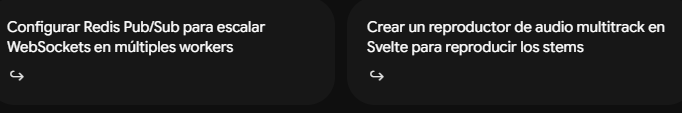 Configurar Redis Pub/Sub para escalar
WebSockets en múltiples workers
Crear un reproductor de audio multitrack en
Svelte para reproducir los stems